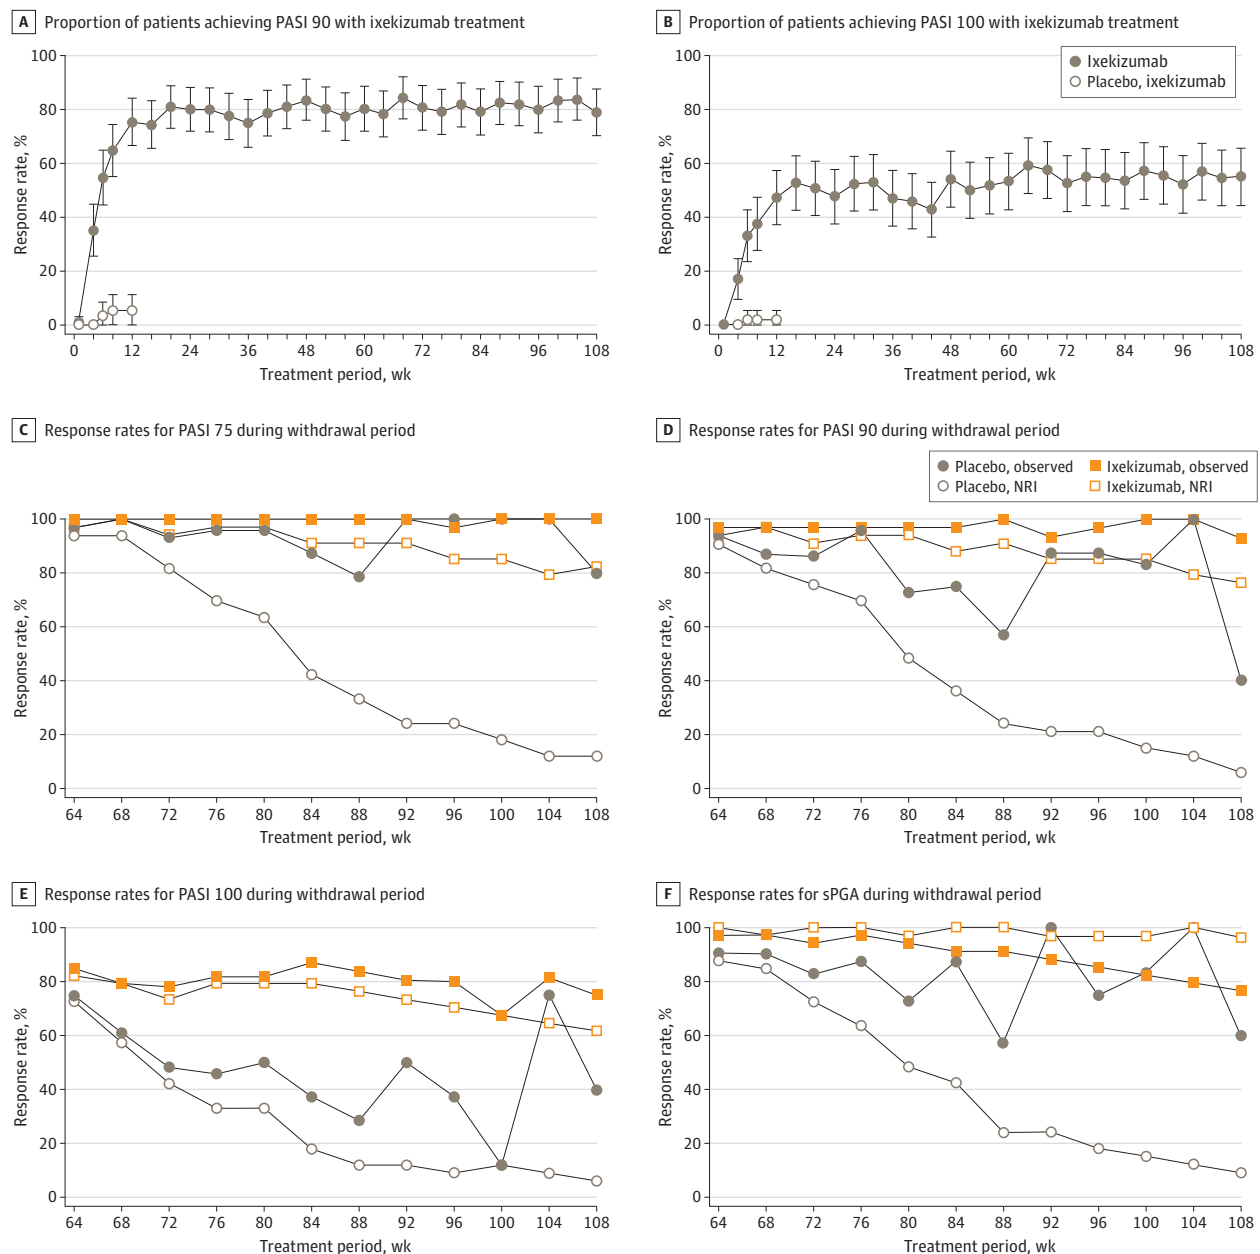 A Proportion of patients achieving PASI 90 with ixekizumab treatment
100
80
60
40
20
0
Response rate, %
0 12 24 36 48 60 72 84 96 108
Treatment period, wk
B Proportion of patients achieving PASI 100 with ixekizumab treatment
Ixekizumab
Placebo, ixekizumab
100
80
60
40
20
0
Response rate, %
0 12 24 36 48 60 72 84 96 108
Treatment period, wk
C Response rates for PASI 75 during withdrawal period
100
80
60
40
20
0
Response rate, %
64 68 72 76 80 84 88 92 96 100 104 108
Treatment period, wk
D Response rates for PASI 90 during withdrawal period
Placebo, observed Ixekizumab, observed
Placebo, NRI Ixekizumab, NRI
100
80
60
40
20
0
Response rate, %
64 68 72 76 80 84 88 92 96 100 104 108
Treatment period, wk
E Response rates for PASI 100 during withdrawal period
100
80
60
40
20
0
Response rate, %
64 68 72 76 80 84 88 92 96 100 104 108
Treatment period, wk
F Response rates for sPGA during withdrawal period
100
80
60
40
20
0
Response rate, %
64 68 72 76 80 84 88 92 96 100 104 108
Treatment period, wk